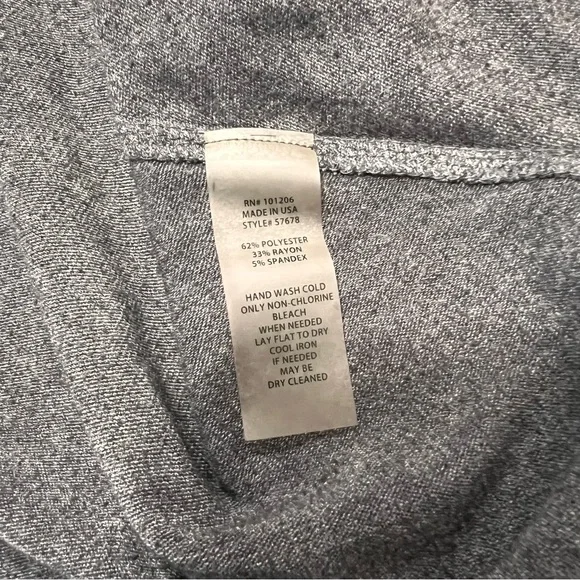 RN# 101206
MADE IN USA
STYLE# 57678
62% POLYESTER
33% RAYON
5% SPANDEX
HAND WASH COLD
ONLY NON-CHLORINE
BLEACH
WHEN NEEDED
LAY FLAT TO DRY
COOL IRON
IF NEEDED
MAY BE
DRY CLEANED